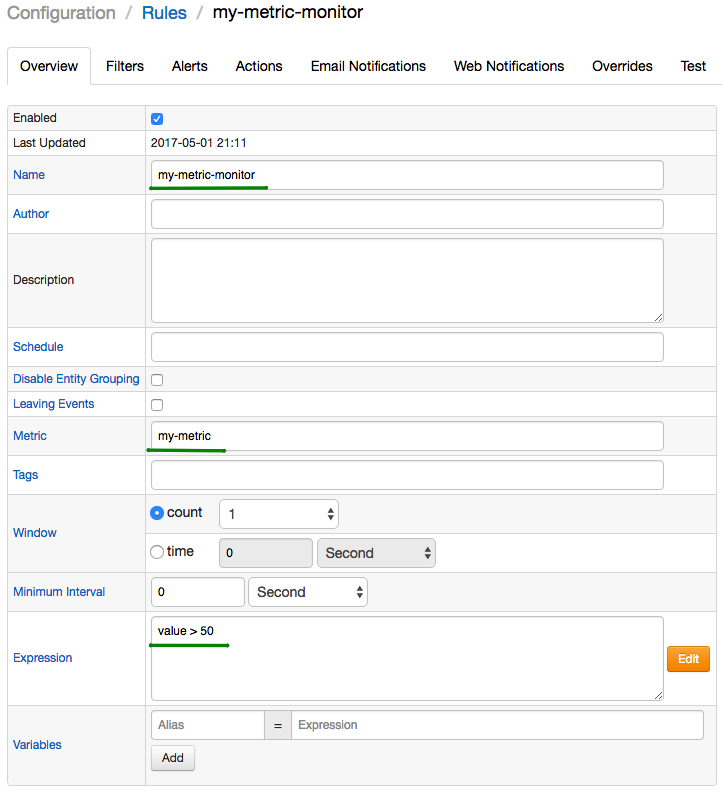 Configuration / Rules / my-metric-monitor
Overview Filters Alerts Actions Email Notifications Web Notifications Overrides Test
Enabled
Last Updated 2017-05-01 21:11
Name my-metric-monitor
Author
Description
Schedule
Disable Entity Grouping
Leaving Events
Metric my-metric
Tags
Window
count 1
time 0 Second
Minimum Interval 0 Second
Expression value > 50 Edit
Variables Alias = Expression
Add